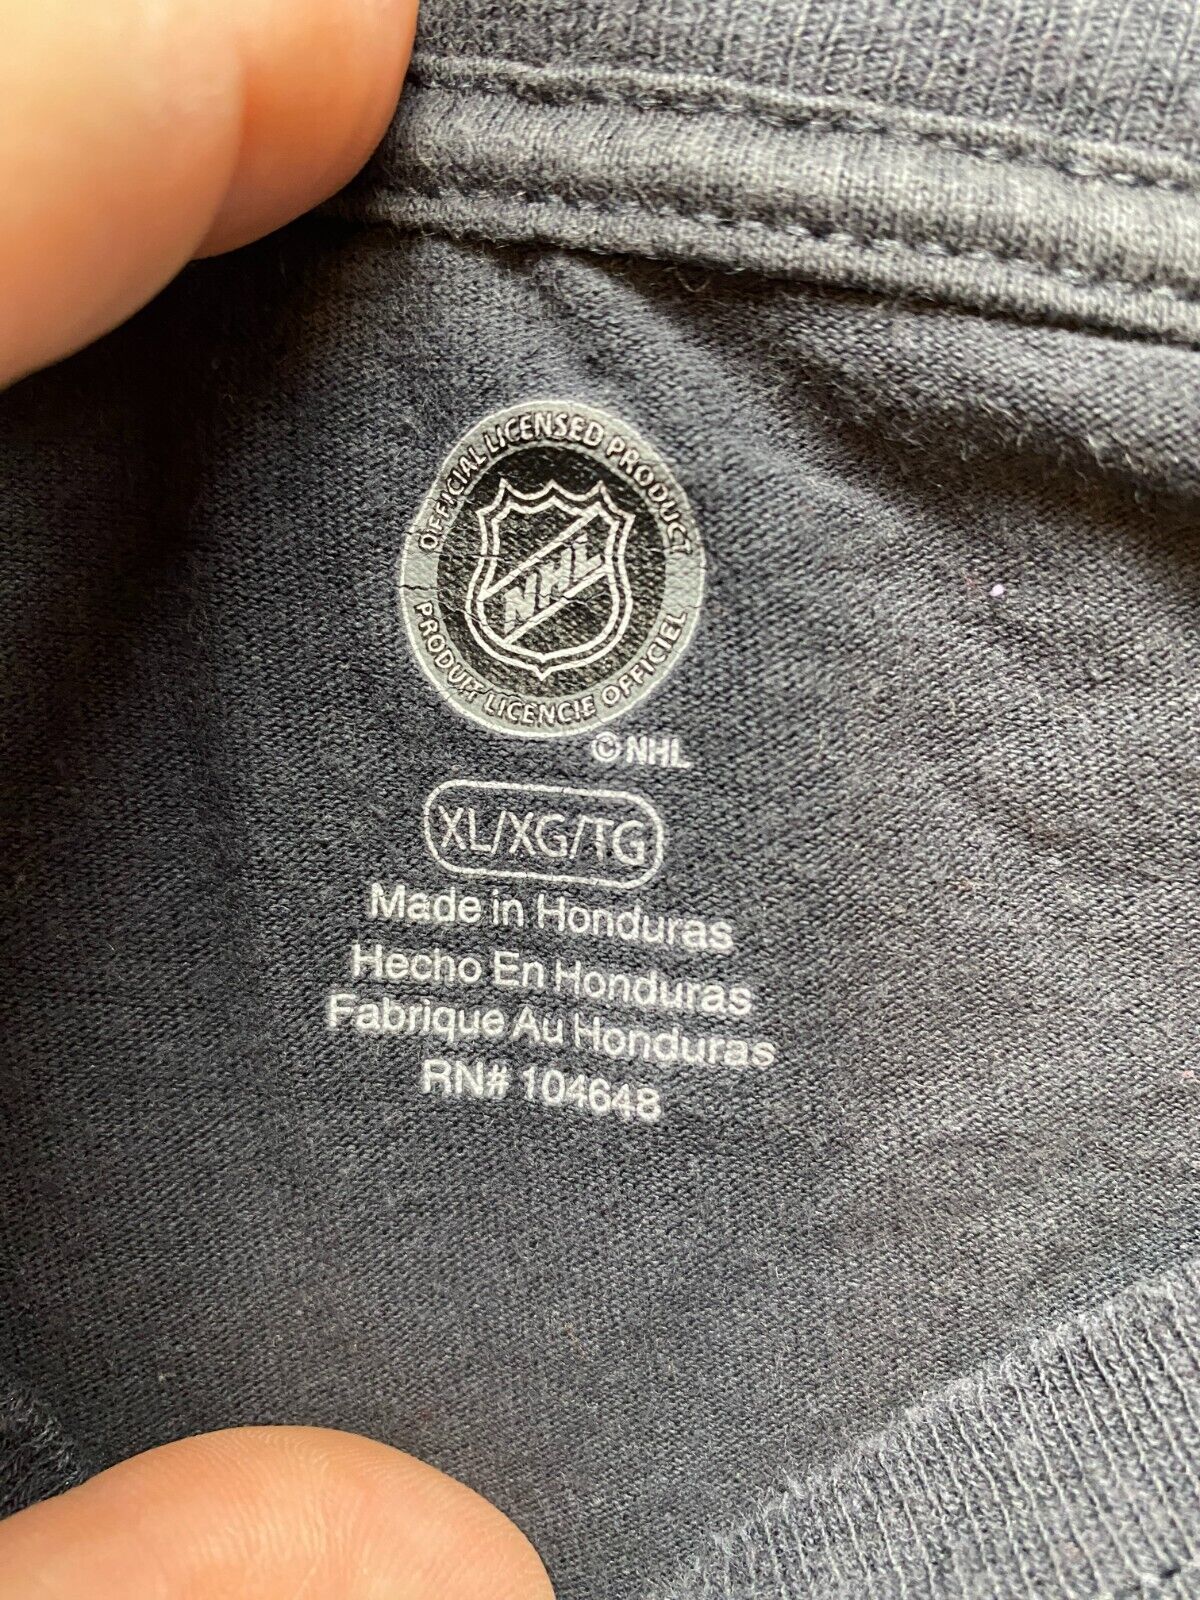 OFFICIAL LICENSED PRODUCT
NHL
PRODUIT LICENCIE OFFICIEL
© NHL
XL/XG/TG
Made in Honduras
Hecho En Honduras
Fabrique Au Honduras
RN# 104648